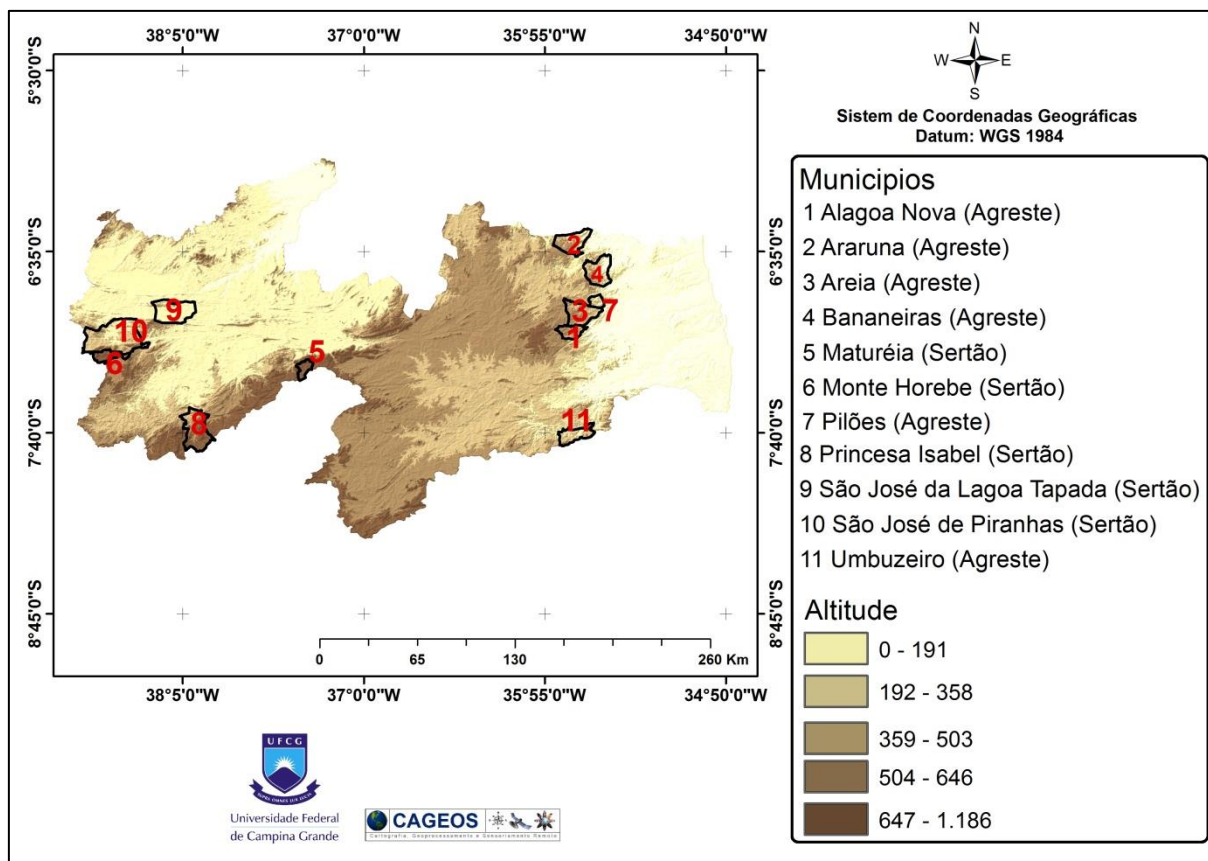 38°5'0"W 37°0'0"W 35°55'0"W 34°50'0"W
5°30'0"S
6°35'0"S
7°40'0"S
8°45'0"S
5°30'0"S
6°35'0"S
7°40'0"S
8°45'0"S
2
4
9
3
7
10
1
5
6
8
11
0 65 130 260 Km
38°5'0"W 37°0'0"W 35°55'0"W 34°50'0"W
N
W E
S
Sistem de Coordenadas Geográficas
Datum: WGS 1984
Municipios
1 Alagoa Nova (Agreste)
2 Araruna (Agreste)
3 Areia (Agreste)
4 Bananeiras (Agreste)
5 Maturéia (Sertão)
6 Monte Horebe (Sertão)
7 Pilões (Agreste)
8 Princesa Isabel (Sertão)
9 São José da Lagoa Tapada (Sertão)
10 São José de Piranhas (Sertão)
11 Umbuzeiro (Agreste)
Altitude
0 - 191
192 - 358
359 - 503
504 - 646
647 - 1.186
UFCG
Universidade Federal
de Campina Grande
CAGEOS
Cartografia, Geoprocessamento e Sensoriamento Remoto